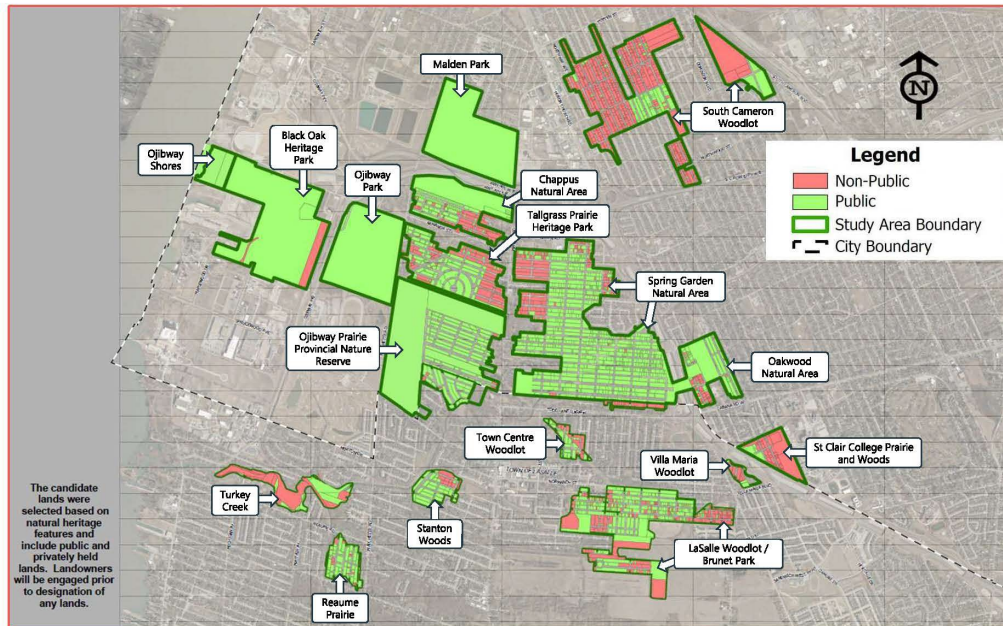 Malden Park
Black Oak
Heritage
Park
Ojibway
Shores
Ojibway
Park
Chappus
Natural Area
Tallgrass Prairie
Heritage Park
South Cameron
Woodlot
N
Legend
Non-Public
Public
Study Area Boundary
City Boundary
Spring Garden
Natural Area
Ojibway Prairie
Provincial Nature
Reserve
Oakwood
Natural Area
Town Centre
Woodlot
Villa Maria
Woodlot
St Clair College Prairie
and Woods
Turkey
Creek
Stanton
Woods
LaSalle Woodlot /
Brunet Park
Reaume
Prairie
The candidate
lands were
selected based on
natural heritage
features and
include public and
privately held
lands. Landowners
will be engaged prior
to designation of
any lands.